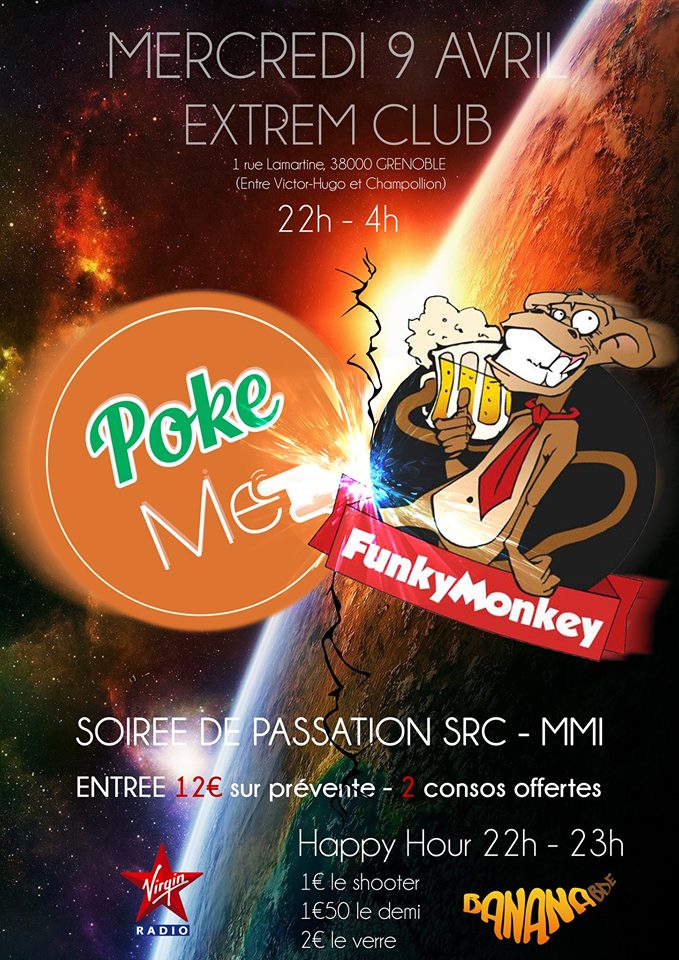 MERCREDI 9 AVRIL
EXTREM CLUB
1 rue Lamartine, 38000 GRENOBLE
(Entre Victor-Hugo et Champollion)
22h - 4h
Poke
Me
FunkyMonkey
SOIREE DE PASSATION SRC - MMI
ENTREE 12€ sur prévente - 2 consos offertes
Happy Hour 22h - 23h
1€ le shooter
1€50 le demi
2€ le verre
Virgin
RADIO
BANANA BDE